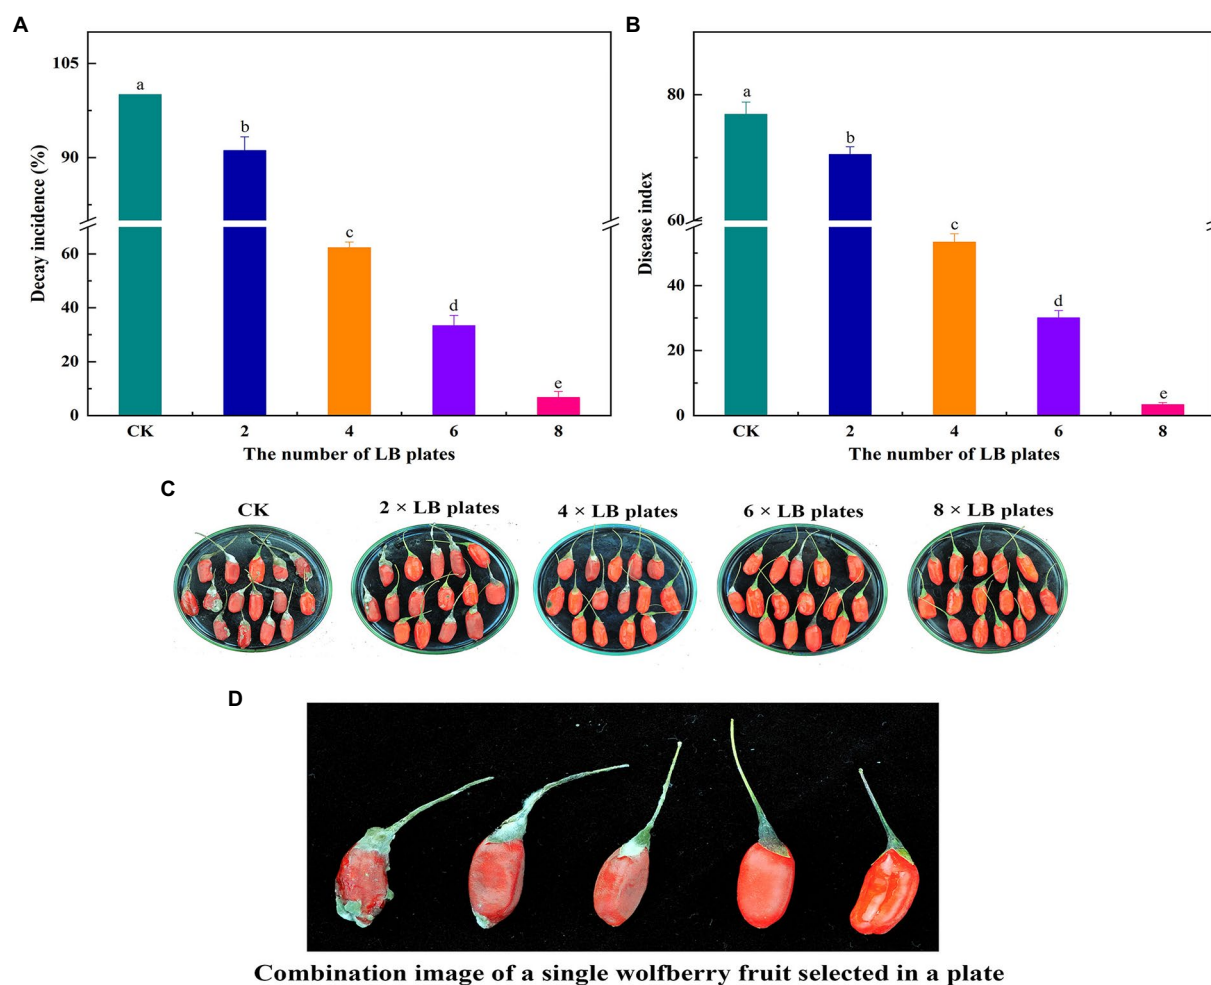 A
B
105
90
60
40
20
0
Decay incidence (%)
a
b
c
d
e
CK 2 4 6 8
The number of LB plates
80
60
40
20
0
Disease index
a
b
c
d
e
CK 2 4 6 8
The number of LB plates
C
CK 2 × LB plates 4 × LB plates 6 × LB plates 8 × LB plates
D
Combination image of a single wolfberry fruit selected in a plate